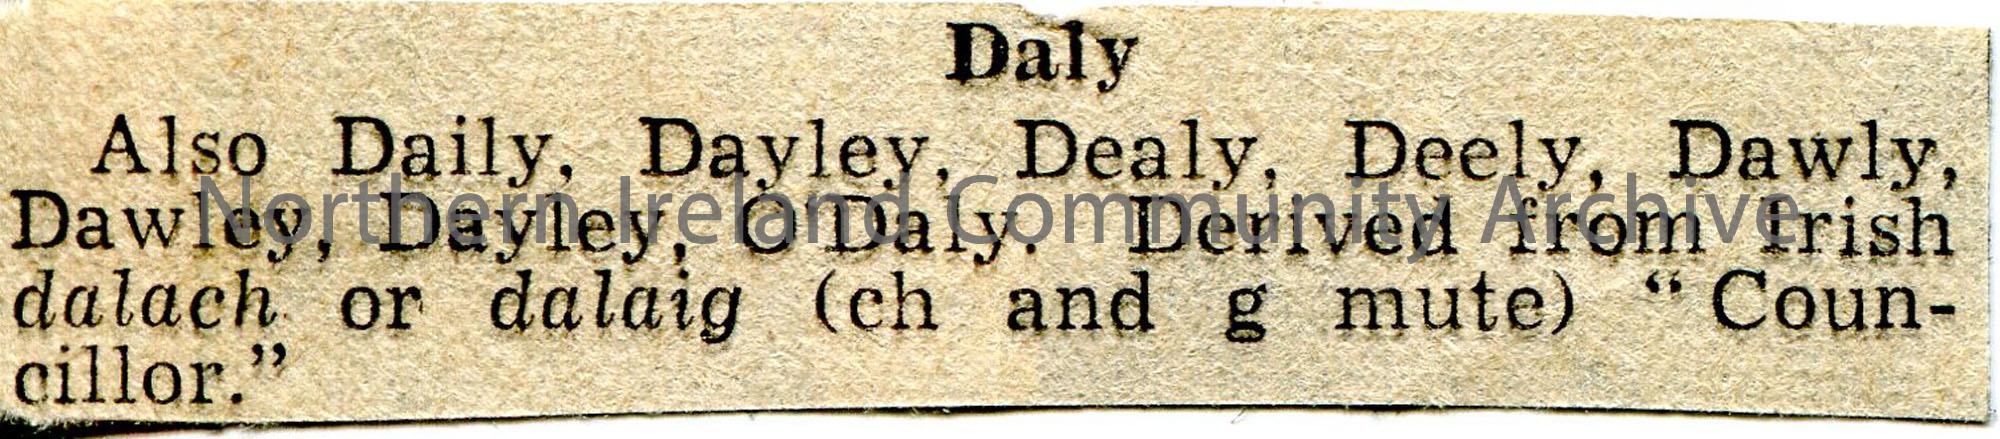 Daly
Also Daily, Dayley, Dealy, Deely, Dawly,
Dawley, Dayley, O'Daly. Derived from Irish
Northern Ireland Community Archive
dalach or dalaig (ch and g mute) “Coun-
cillor.”